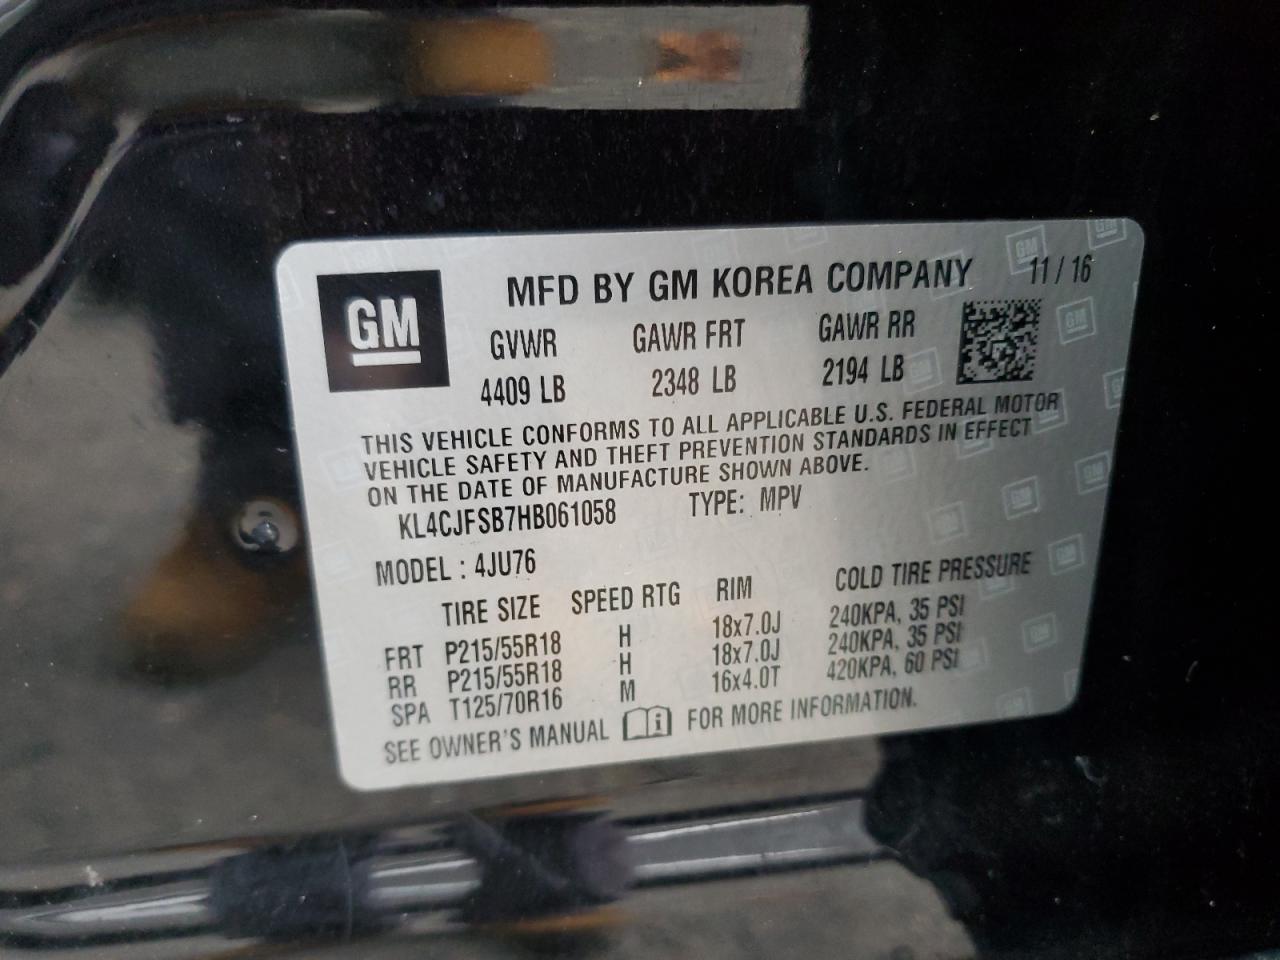 GM
MFD BY GM KOREA COMPANY 11 / 16
GVWR GAWR FRT GAWR RR
4409 LB 2348 LB 2194 LB
THIS VEHICLE CONFORMS TO ALL APPLICABLE U.S. FEDERAL MOTOR
VEHICLE SAFETY AND THEFT PREVENTION STANDARDS IN EFFECT
ON THE DATE OF MANUFACTURE SHOWN ABOVE.
KL4CJFSB7HB061058 TYPE: MPV
MODEL : 4JU76
TIRE SIZE SPEED RTG RIM COLD TIRE PRESSURE
FRT P215/55R18 H 18x7.0J 240KPA, 35 PSI
RR P215/55R18 H 18x7.0J 240KPA, 35 PSI
SPA T125/70R16 M 16x4.0T 420KPA, 60 PSI
SEE OWNER'S MANUAL FOR MORE INFORMATION.